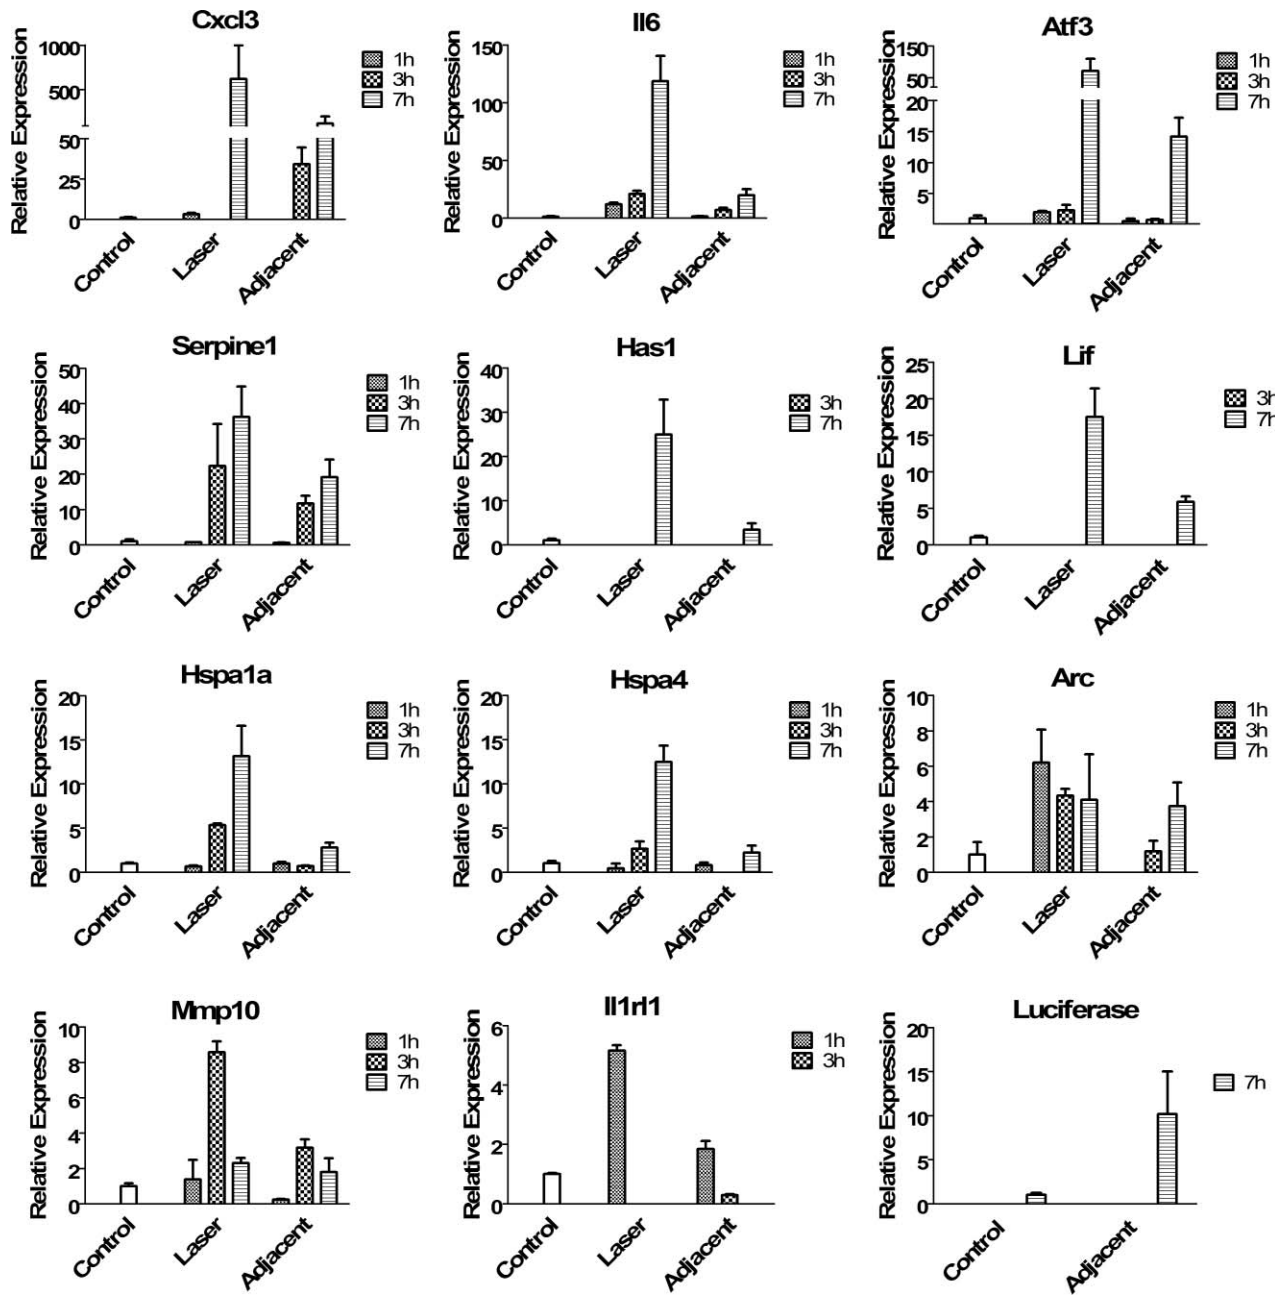 Cxcl3
Relative Expression
1000
500
50
25
0
Control
Laser
Adjacent
1h
3h
7h
Il6
Relative Expression
150
100
50
0
Control
Laser
Adjacent
1h
3h
7h
Atf3
Relative Expression
150
50
20
15
10
5
Control
Laser
Adjacent
1h
3h
7h
Serpine1
Relative Expression
50
40
30
20
10
0
Control
Laser
Adjacent
1h
3h
7h
Has1
Relative Expression
40
30
20
10
0
Control
Laser
Adjacent
3h
7h
Lif
Relative Expression
25
20
15
10
5
0
Control
Laser
Adjacent
3h
7h
Hspa1a
Relative Expression
20
15
10
5
0
Control
Laser
Adjacent
1h
3h
7h
Hspa4
Relative Expression
20
15
10
5
0
Control
Laser
Adjacent
1h
3h
7h
Arc
Relative Expression
10
8
6
4
2
0
Control
Laser
Adjacent
1h
3h
7h
Mmp10
Relative Expression
10
8
6
4
2
0
Control
Laser
Adjacent
1h
3h
7h
Il1rl1
Relative Expression
6
4
2
0
Control
Laser
Adjacent
1h
3h
Luciferase
Relative Expression
20
15
10
5
0
Control
Adjacent
7h